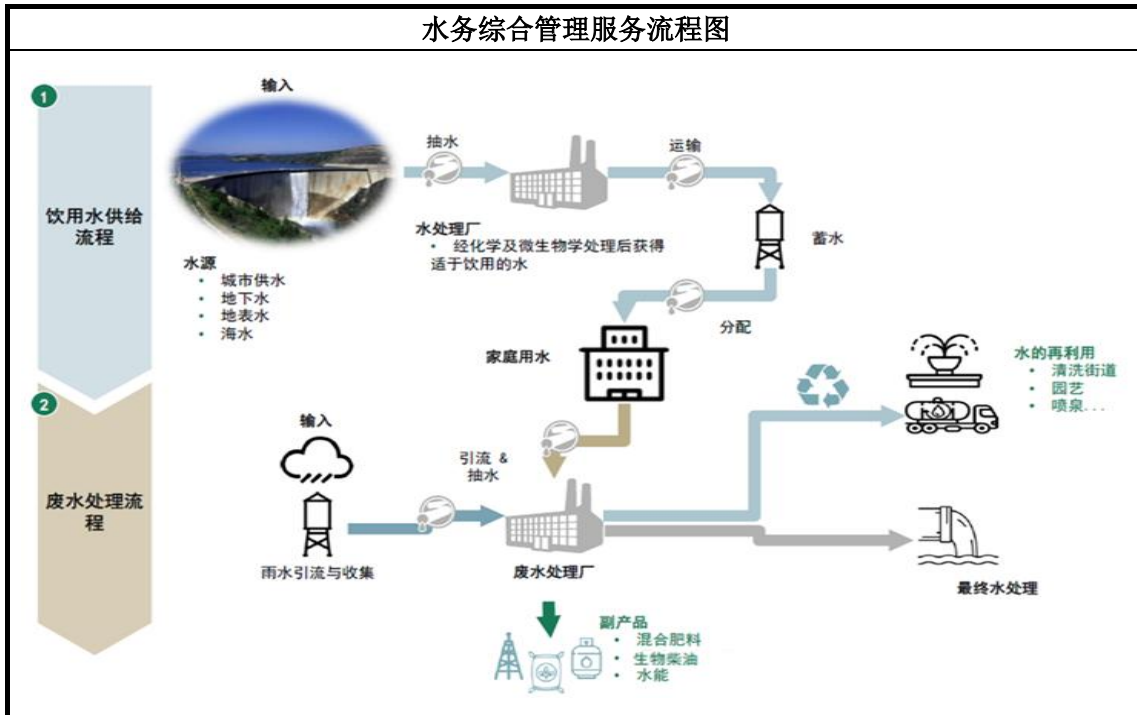 水务综合管理服务流程图
1
饮用水供给
流程
输入
水源
• 城市供水
• 地下水
• 地表水
• 海水
抽水
水处理厂
• 经化学及微生物学处理后获得
适于饮用的水
运输
蓄水
分配
家庭用水
水的再利用
• 清洗街道
• 园艺
• 喷泉...
2
废水处理流
程
输入
雨水引流与收集
引流 &
抽水
废水处理厂
最终水处理
副产品
• 混合肥料
• 生物柴油
• 水能